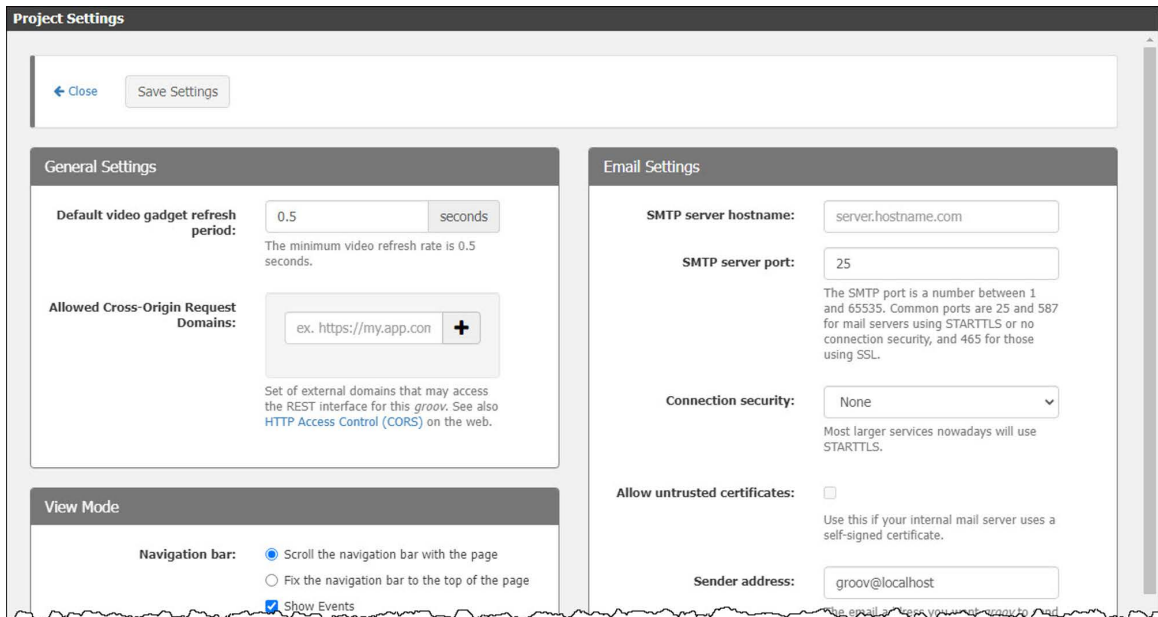 Project Settings
← Close
Save Settings
General Settings
Default video gadget refresh
period:
0.5
seconds
The minimum video refresh rate is 0.5
seconds.
Allowed Cross-Origin Request
Domains:
ex. https://my.app.com
Set of external domains that may access
the REST interface for this groov. See also
HTTP Access Control (CORS) on the web.
View Mode
Navigation bar:
Scroll the navigation bar with the page
Fix the navigation bar to the top of the page
Show Events
Email Settings
SMTP server hostname:
server.hostname.com
SMTP server port:
25
The SMTP port is a number between 1
and 65535. Common ports are 25 and 587
for mail servers using STARTTLS or no
connection security, and 465 for those
using SSL.
Connection security:
None
Most larger services nowadays will use
STARTTLS.
Allow untrusted certificates:
Use this if your internal mail server uses a
self-signed certificate.
Sender address:
groov@localhost
The email address you want groov to